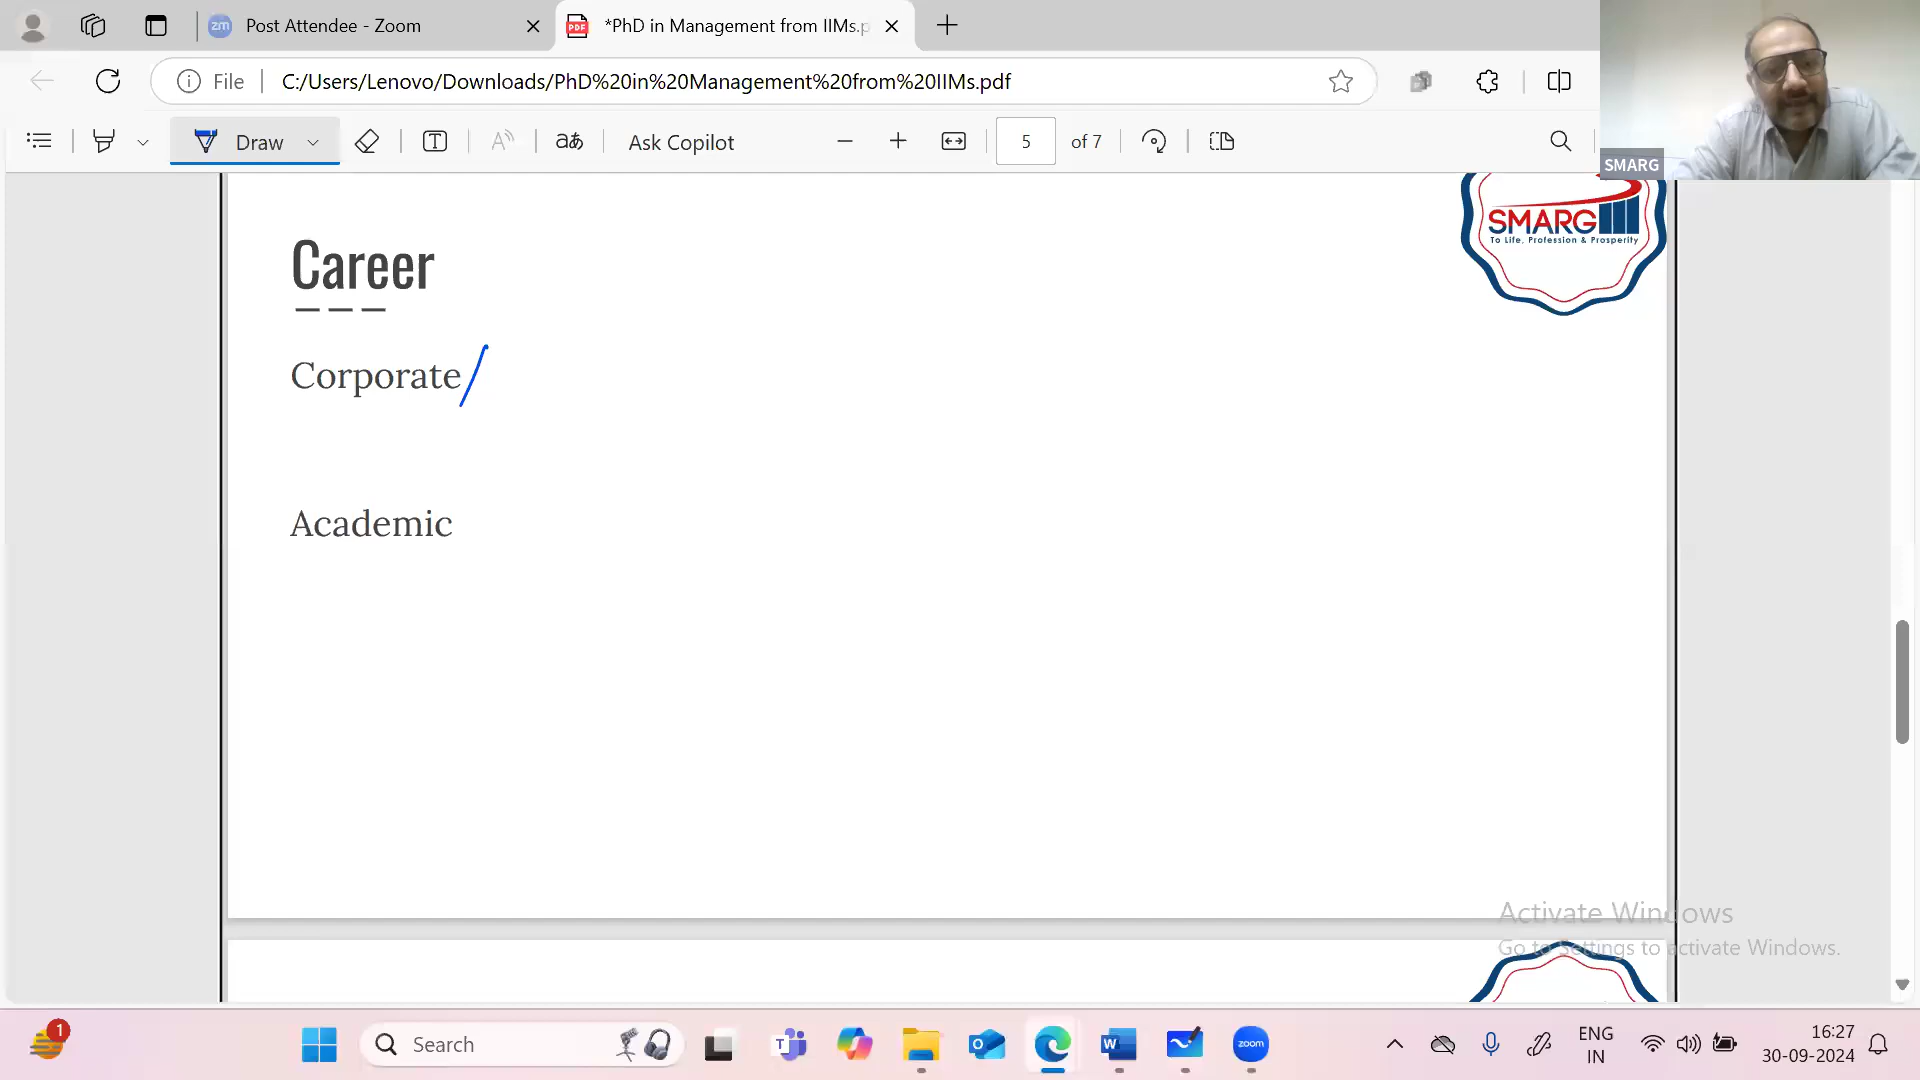 Post Attendee - Zoom
*PhD in Management from IIMs.p
File
C:/Users/Lenovo/Downloads/PhD%20in%20Management%20from%20IIMs.pdf
Draw
Ask Copilot
5
of 7
SMARG
SMARG
To Life, Profession & Prosperity
Career
Corporate/
Academic
Activate Windows
Go to Settings to activate Windows.
1
Search
zoom
ENG
IN
16:27
30-09-2024